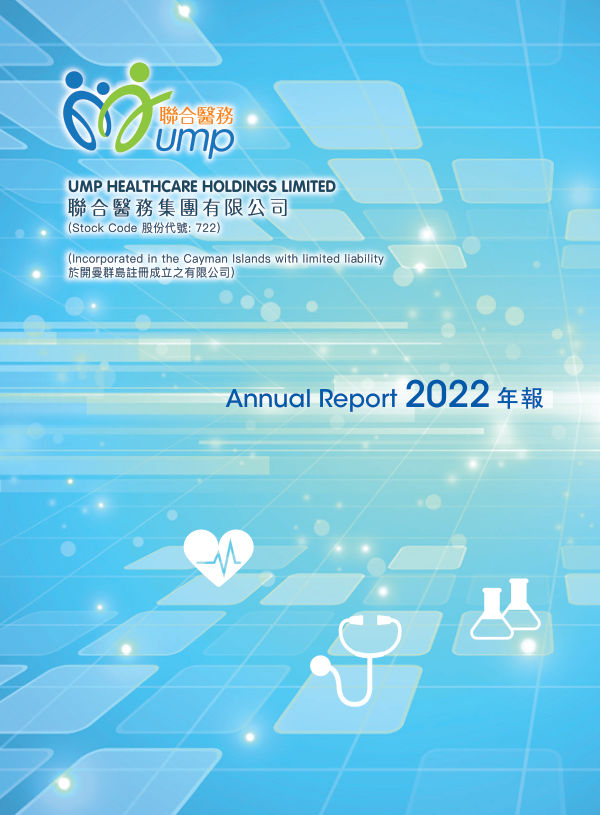 聯合醫務
ump
UMP HEALTHCARE HOLDINGS LIMITED
聯合醫務集團有限公司
(Stock Code 股份代號: 722)
(Incorporated in the Cayman Islands with limited liability
於開曼群島註冊成立之有限公司)
Annual Report 2022 年報